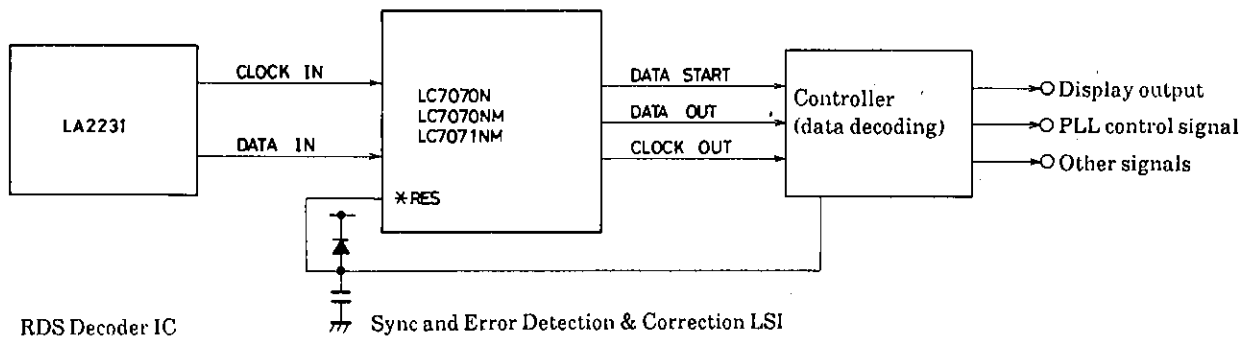 LA2231
CLOCK IN
DATA IN
LC7070N
LC7070NM
LC7071NM
*RES
DATA START
DATA OUT
CLOCK OUT
Controller
(data decoding)
Display output
PLL control signal
Other signals
RDS Decoder IC
Sync and Error Detection & Correction LSI